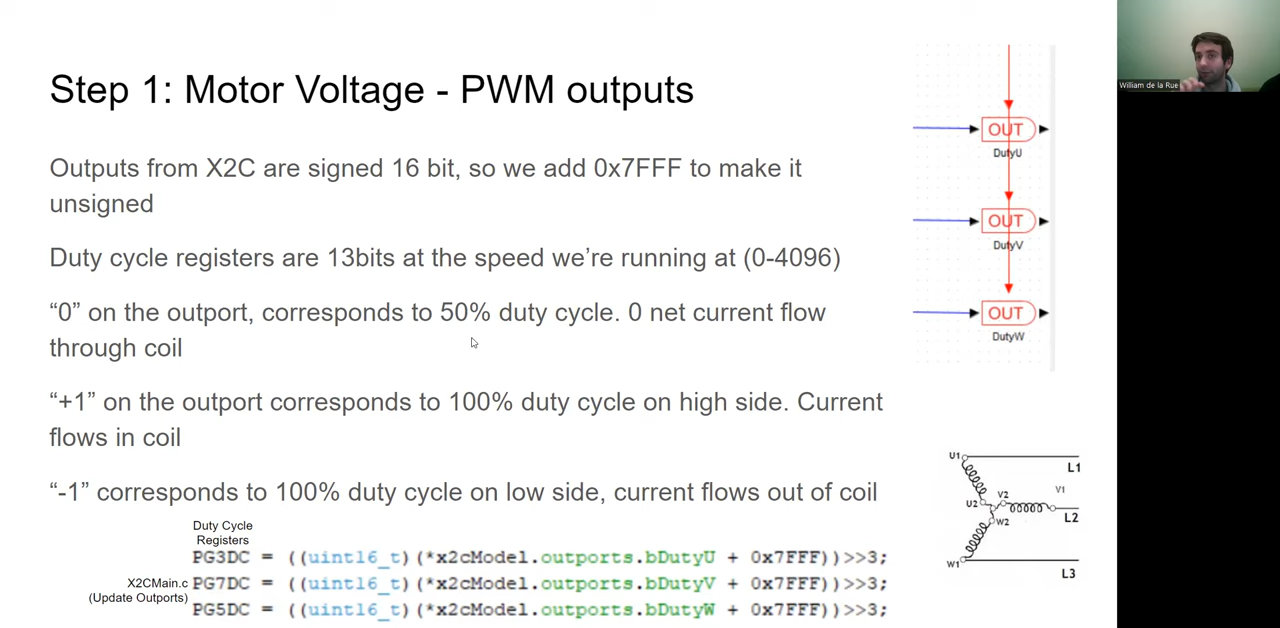 Step 1: Motor Voltage - PWM outputs
Outputs from X2C are signed 16 bit, so we add 0x7FFF to make it
unsigned
Duty cycle registers are 13bits at the speed we’re running at (0-4096)
“0” on the outport, corresponds to 50% duty cycle. 0 net current flow
through coil
“+1” on the outport corresponds to 100% duty cycle on high side. Current
flows in coil
“-1” corresponds to 100% duty cycle on low side, current flows out of coil
Duty Cycle
Registers
X2CMain.c
(Update Outports)
PG3DC = ((uint16_t)(*x2cModel.outports.bDutyU + 0x7FFF))>>3;
PG7DC = ((uint16_t)(*x2cModel.outports.bDutyV + 0x7FFF))>>3;
PG5DC = ((uint16_t)(*x2cModel.outports.bDutyW + 0x7FFF))>>3;
OUT
DutyU
OUT
DutyV
OUT
DutyW
U1
L1
V1
V2
U2
L2
W2
W1
L3
William de la Rue